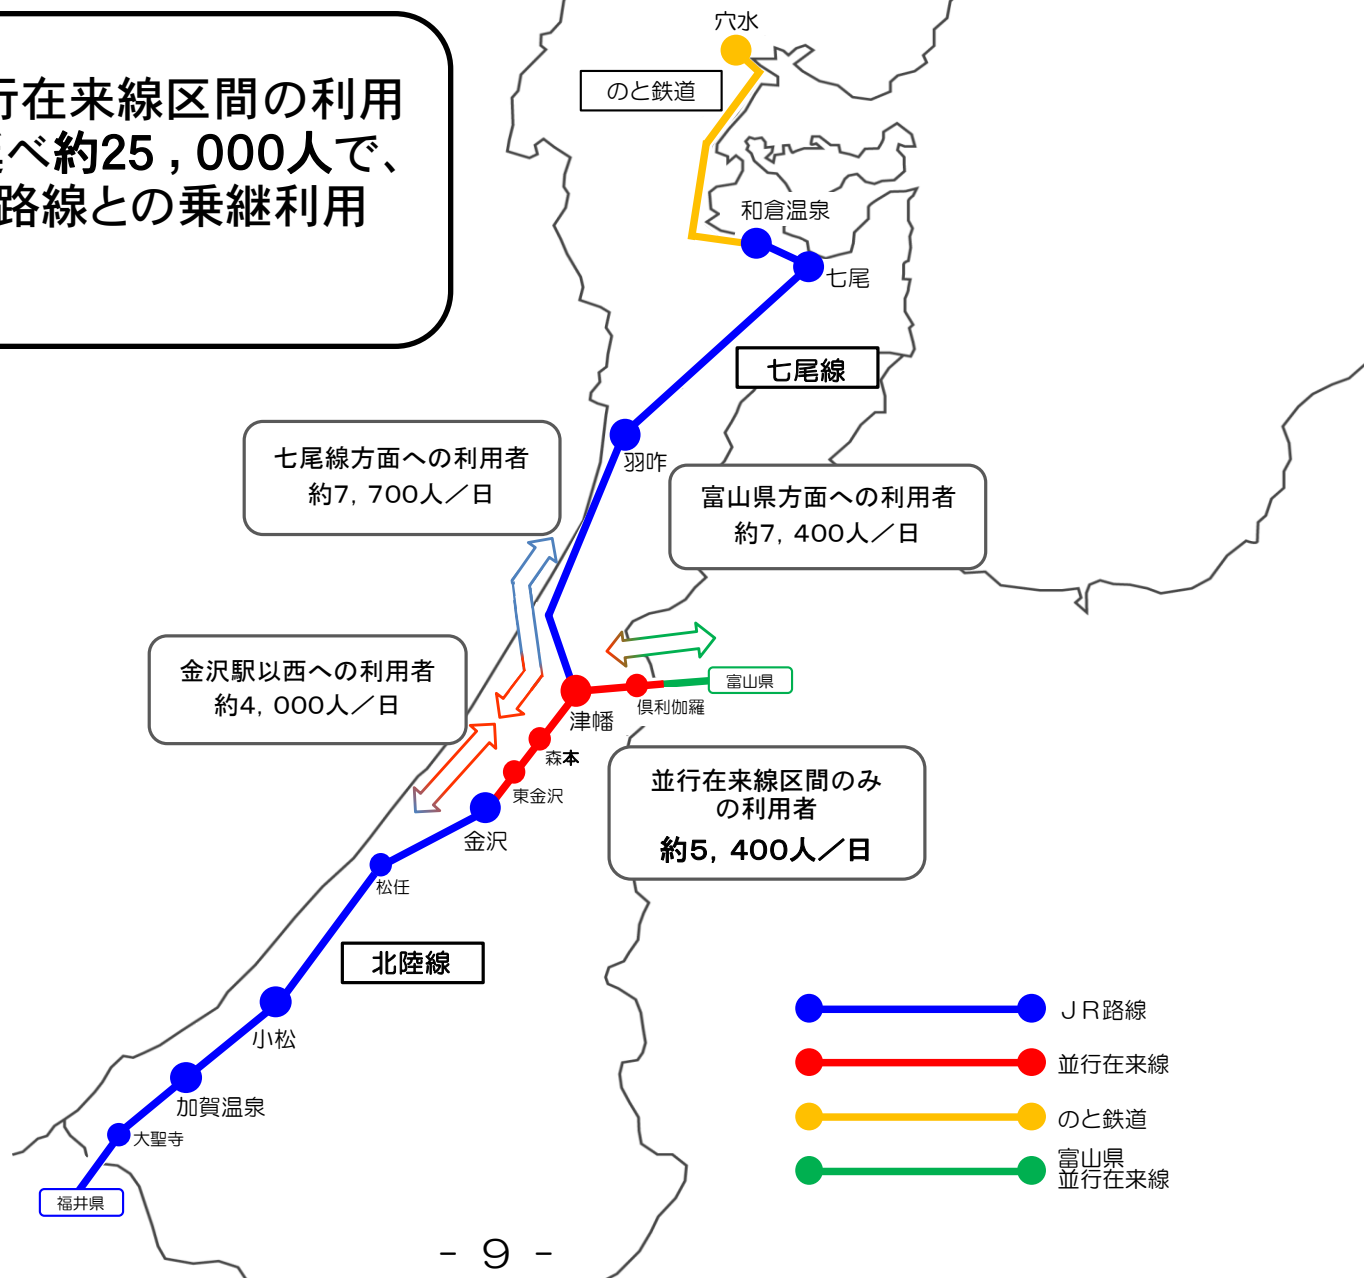 行在来線区間の利用
べ約25,000人で、
路線との乗継利用
穴水
のと鉄道
和倉温泉
七尾
七尾線
羽咋
七尾線方面への利用者
約7,700人／日
富山県方面への利用者
約7,400人／日
金沢駅以西への利用者
約4,000人／日
富山県
倶利伽羅
津幡
森本
東金沢
金沢
並行在来線区間のみ
の利用者
約5,400人／日
松任
北陸線
小松
加賀温泉
大聖寺
福井県
ＪＲ路線
並行在来線
のと鉄道
富山県
並行在来線
- 9 -